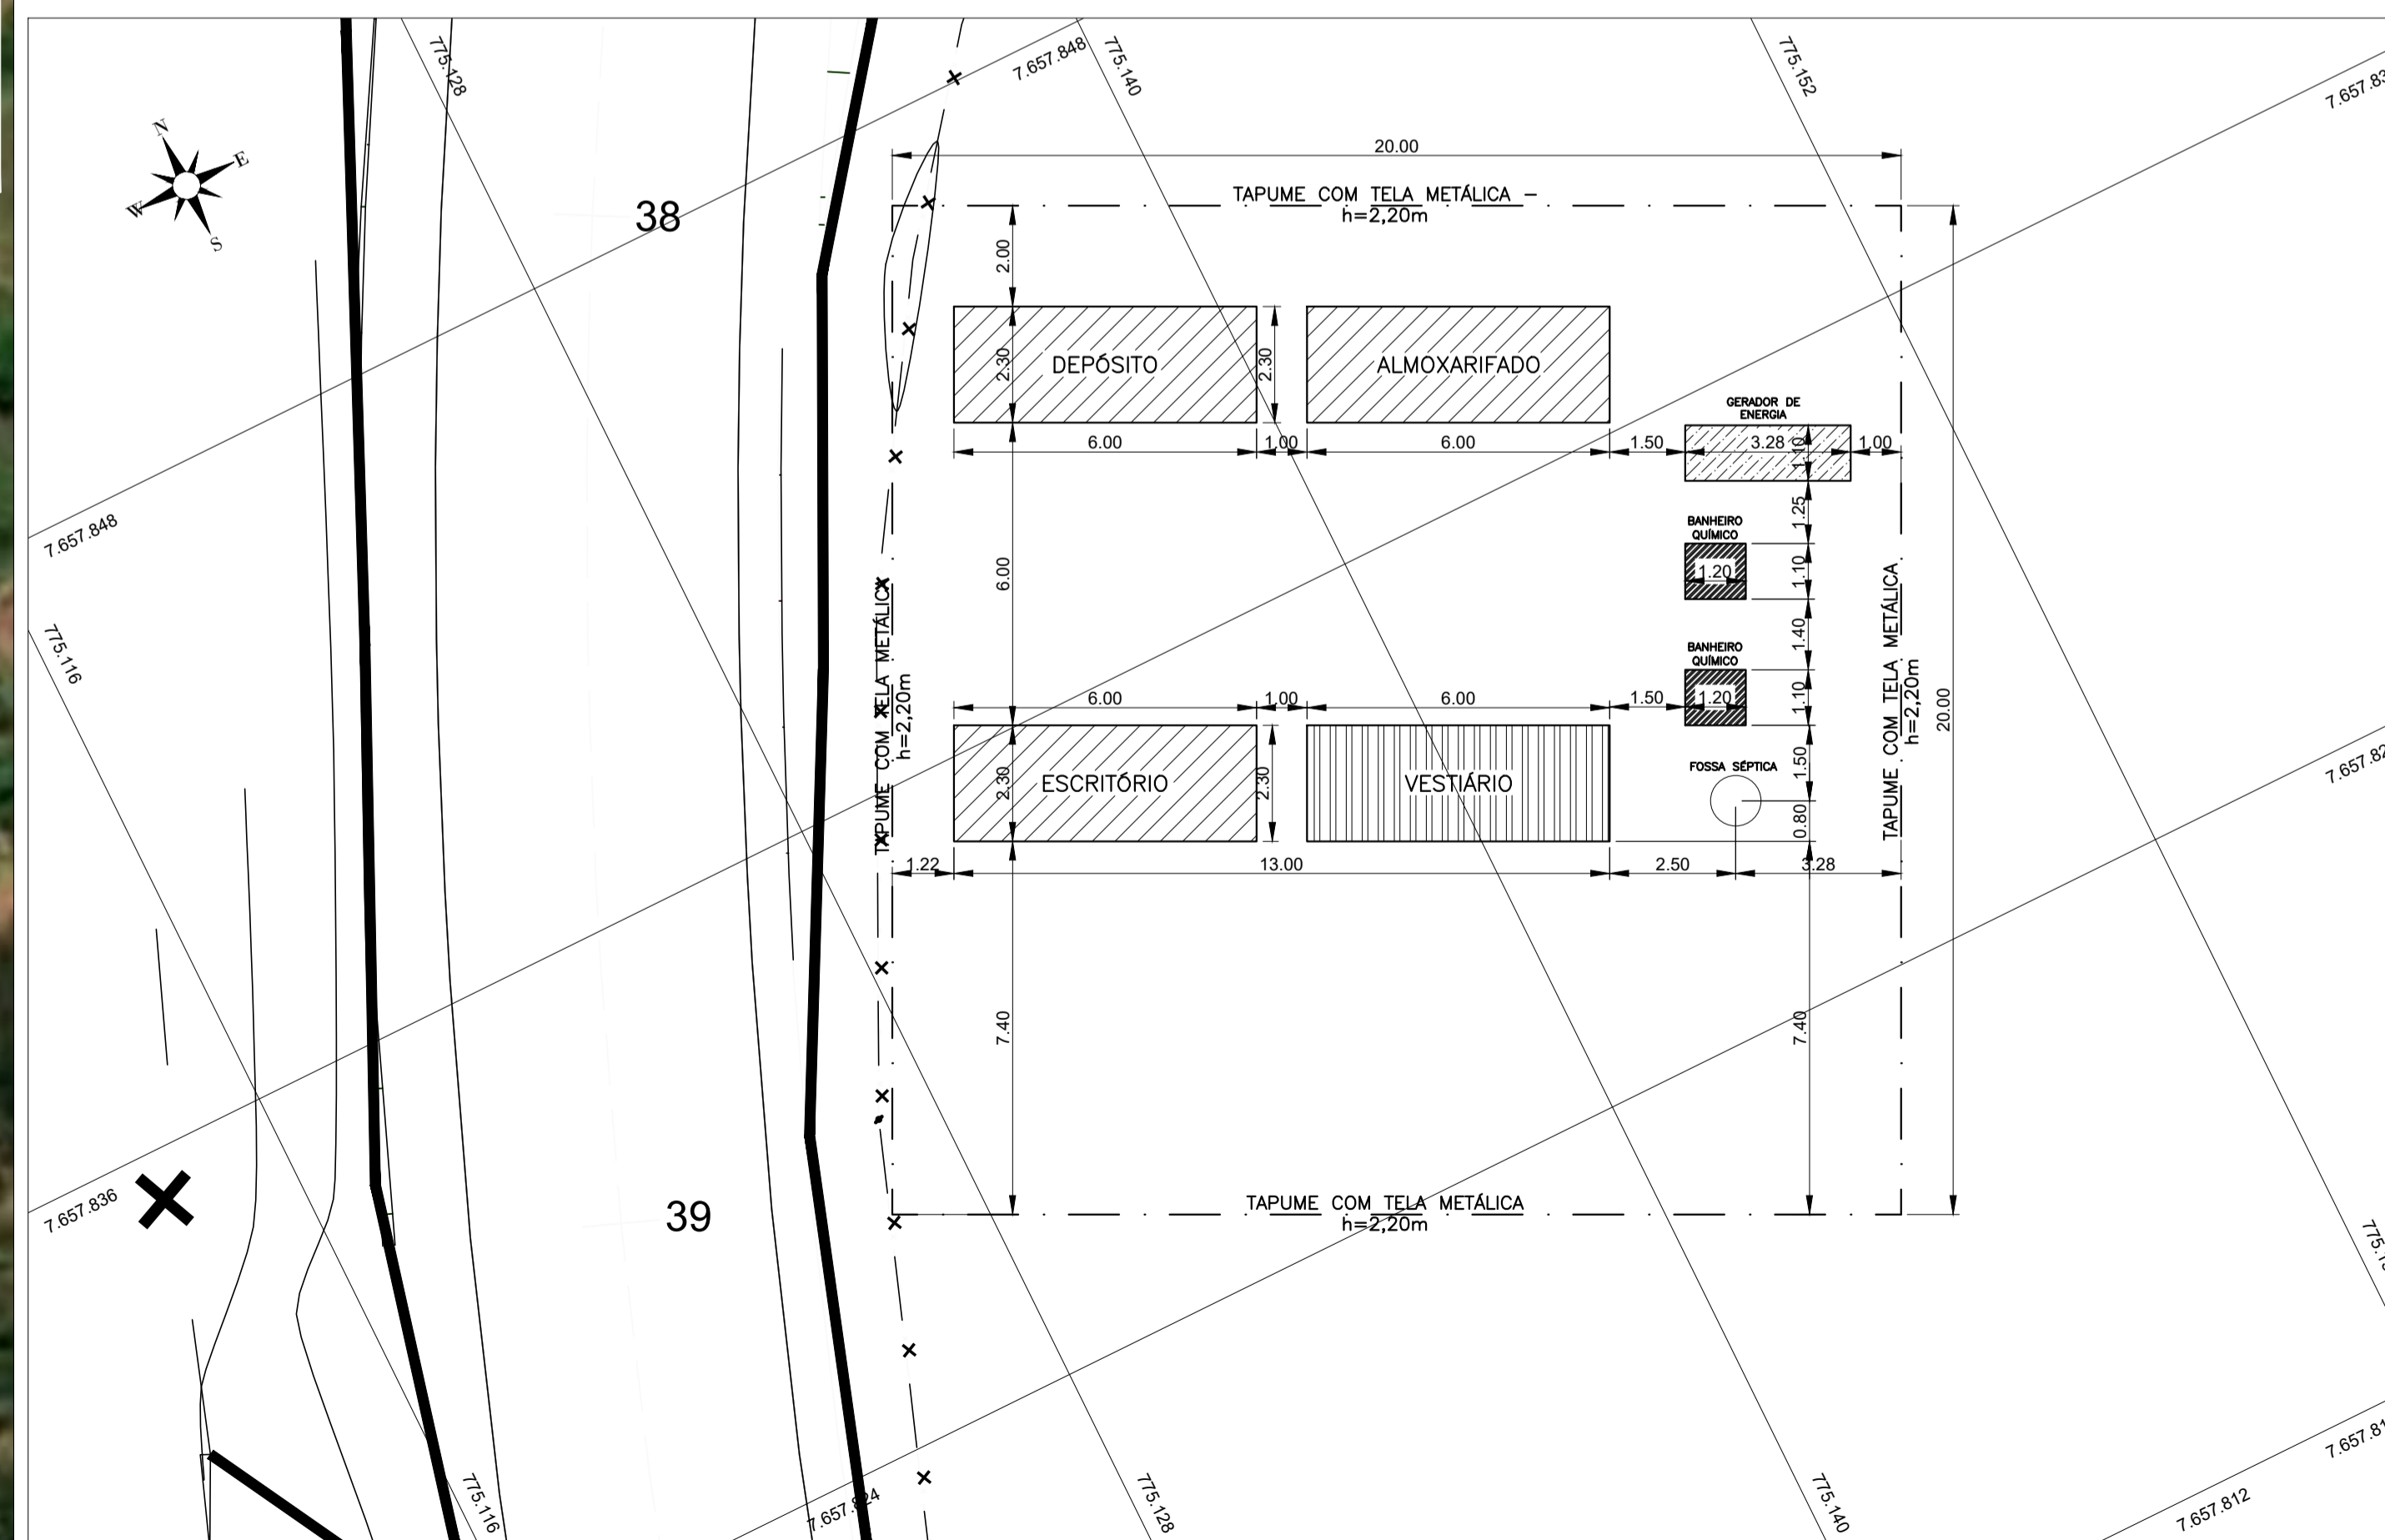 775.128
7.657.848
775.140
775.152
N
E
W
S
38
20.00
TAPUME COM TELA METÁLICA –
h=2,20m
2.00
DEPÓSITO
2.30
2.30
ALMOXARIFADO
GERADOR DE
ENERGIA
6.00
1.00
6.00
1.50
3.28
1.10
1.00
7.657.848
1.25
BANHEIRO
QUÍMICO
1.20
1.10
6.00
1.40
775.116
BANHEIRO
QUÍMICO
1.20
1.10
TAPUME COM TELA METÁLICA
h=2,20m
TAPUME COM TELA METÁLICA
h=2,20m
20.00
6.00
1.00
6.00
1.50
2.30
ESCRITÓRIO
2.30
VESTIÁRIO
FOSSA SÉPTICA
1.50
0.80
1.22
13.00
2.50
3.28
7.40
7.40
7.657.836
39
TAPUME COM TELA METÁLICA
h=2,20m
775.116
7.657.824
775.128
775.140
7.657.812